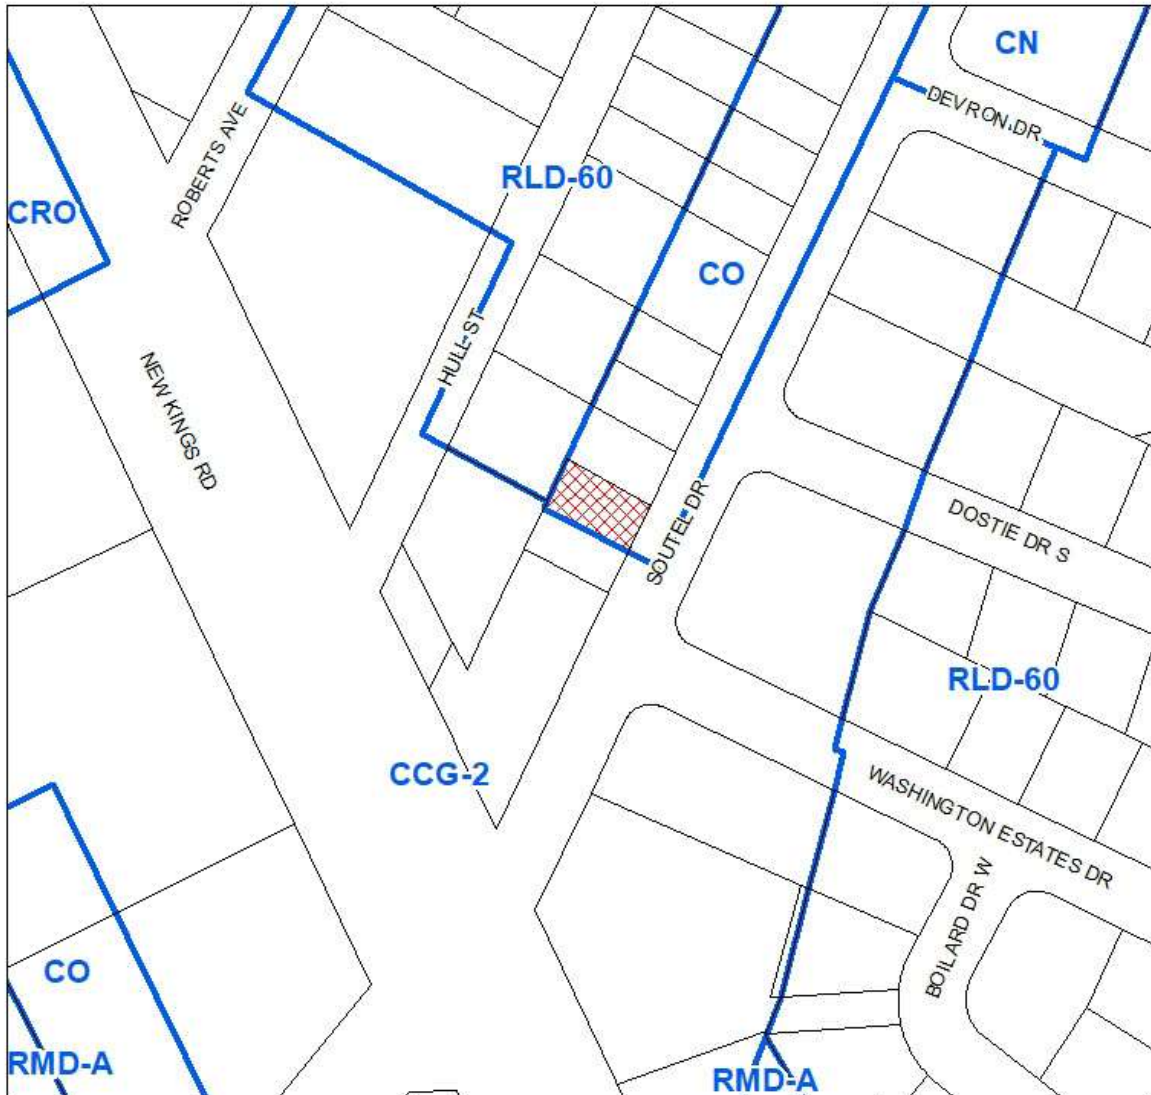 CN
DEVRON DR
ROBERTS AVE
RLD-60
CRO
CO
HULL ST
NEW KINGS RD
SOUTEL DR
DOSTIE DR S
RLD-60
CCG-2
WASHINGTON ESTATES DR
BOILARD DR W
CO
RMD-A
RMD-A